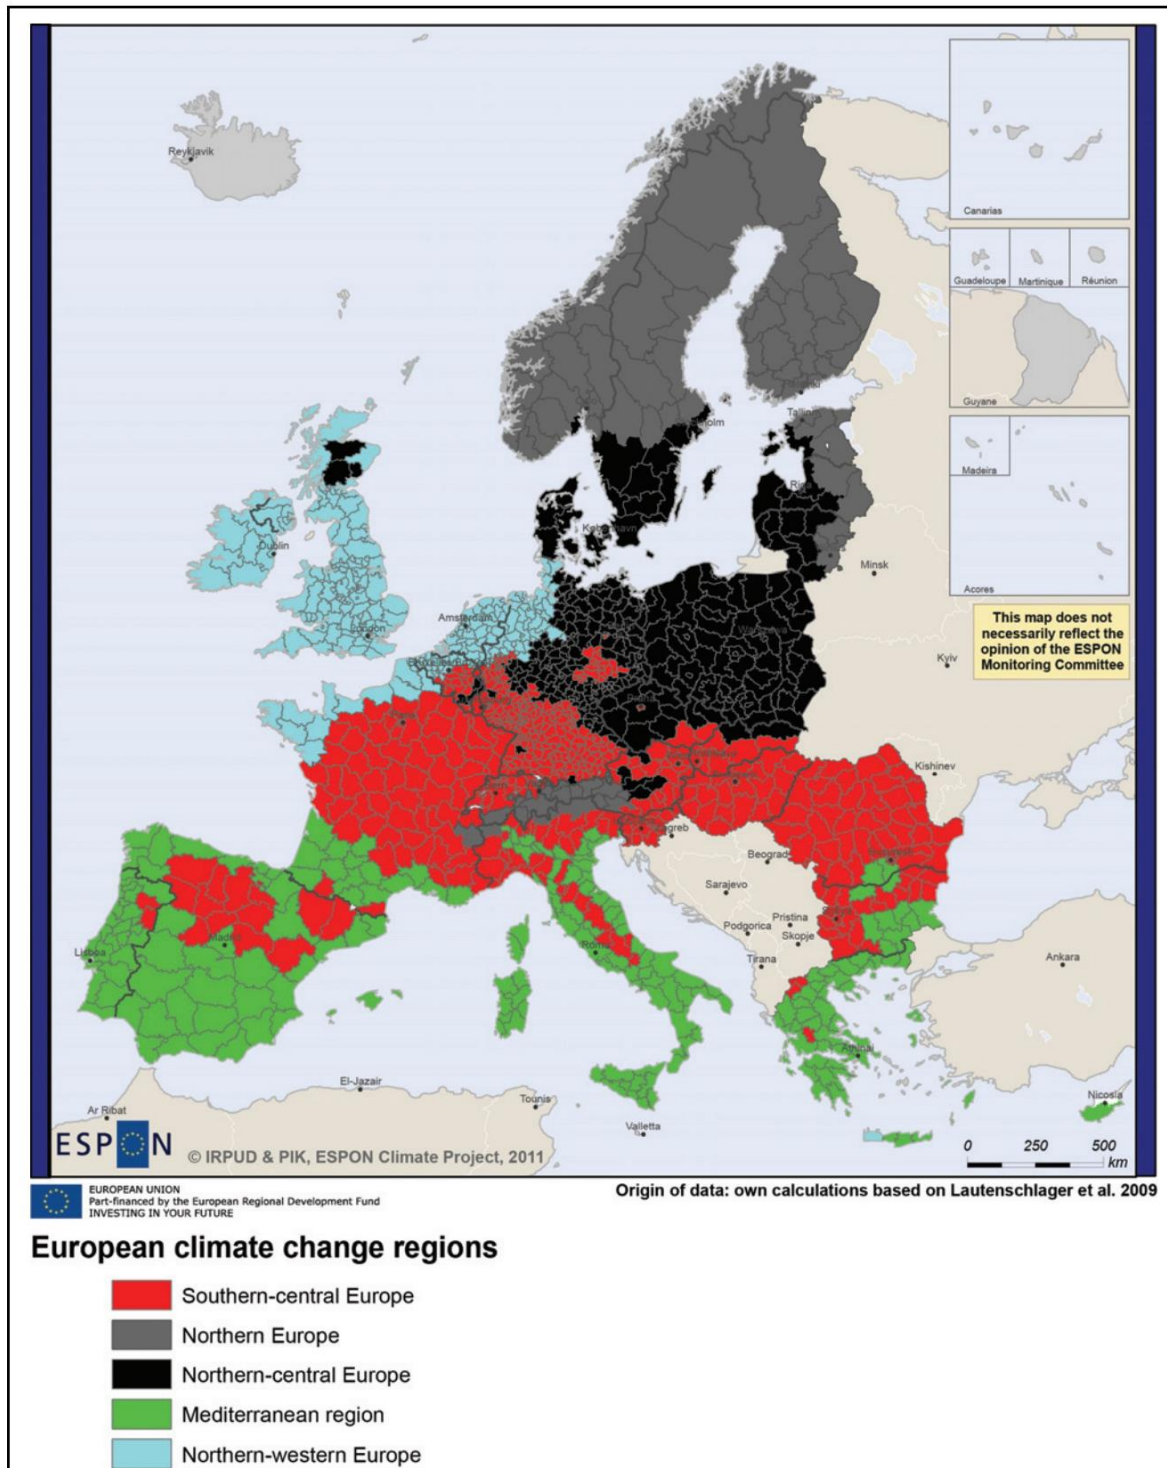 Reykjavik
Canarias
Guadeloupe
Martinique
Réunion
Guyane
Tallinn
Madeira
Riga
Dublin
København
Minsk
Acores
Amsterdam
London
This map does not
necessarily reflect the
opinion of the ESPON
Monitoring Committee
Kyiv
Kishinev
Zagreb
Beograd
Sarajevo
Pristina
Podgorica
Skopje
Tirana
Roma
Madrid
Lisboa
Ankara
Athinai
El-Jazair
Tounis
Nicosia
Ar Ribat
Valletta
ESPON
© IRPUD & PIK, ESPON Climate Project, 2011
0 250 500
km
EUROPEAN UNION
Part-financed by the European Regional Development Fund
INVESTING IN YOUR FUTURE
Origin of data: own calculations based on Lautenschlager et al. 2009
European climate change regions
Southern-central Europe
Northern Europe
Northern-central Europe
Mediterranean region
Northern-western Europe